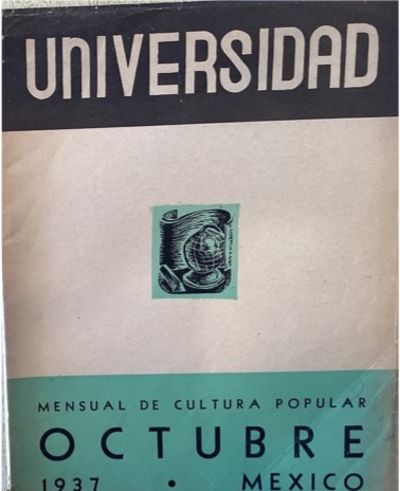 UNIVERSIDAD
MENSUAL DE CULTURA POPULAR
OCTUBRE
1937 • MEXICO